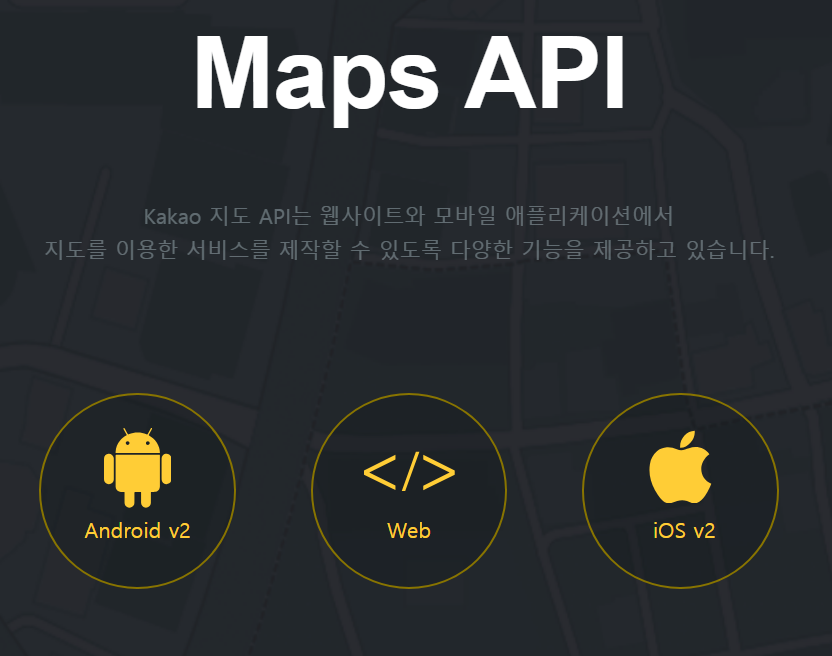 Maps API
Kakao 지도 API는 웹사이트와 모바일 애플리케이션에서
지도를 이용한 서비스를 제작할 수 있도록 다양한 기능을 제공하고 있습니다.
</>
Android v2
Web
iOS v2